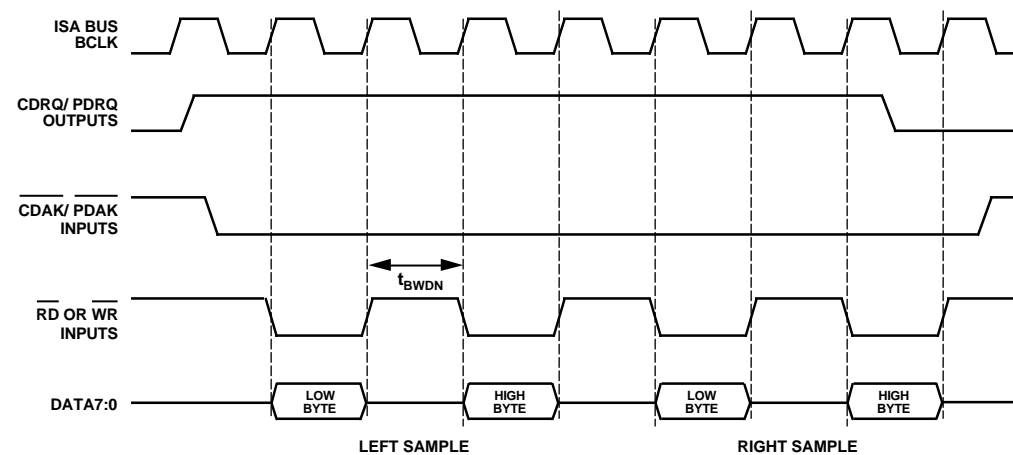 ISA BUS
BCLK
CDRQ/ PDRQ
OUTPUTS
CDAK/ PDAK
INPUTS
tBWDN
RD OR WR
INPUTS
DATA7:0
LOW
BYTE
HIGH
BYTE
LOW
BYTE
HIGH
BYTE
LEFT SAMPLE
RIGHT SAMPLE